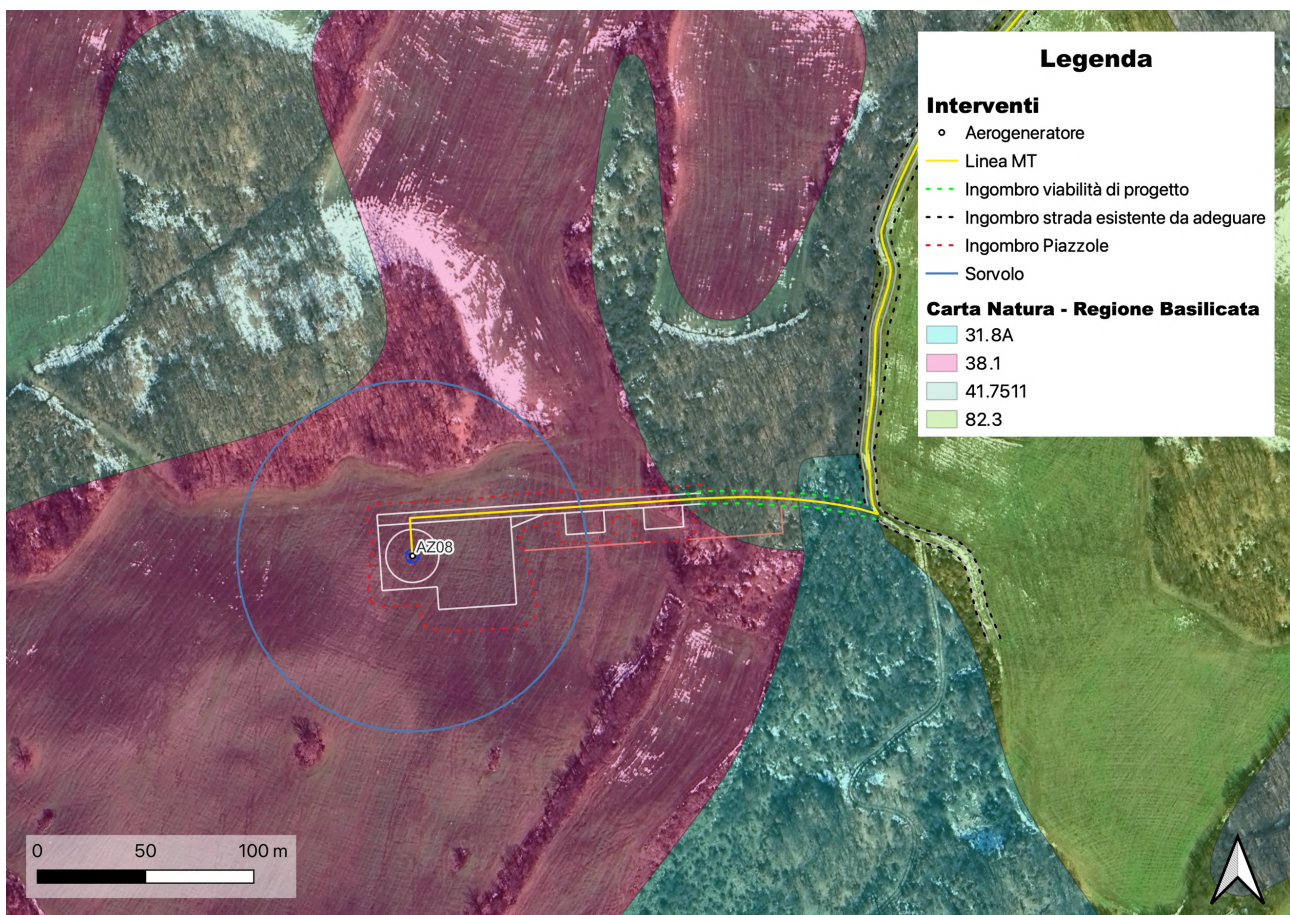 Legenda
Interventi
Aerogeneratore
Linea MT
Ingombro viabilità di progetto
Ingombro strada esistente da adeguare
Ingombro Piazzole
Sorvolo
Carta Natura - Regione Basilicata
31.8A
38.1
41.7511
82.3
AZ08
0 50 100 m